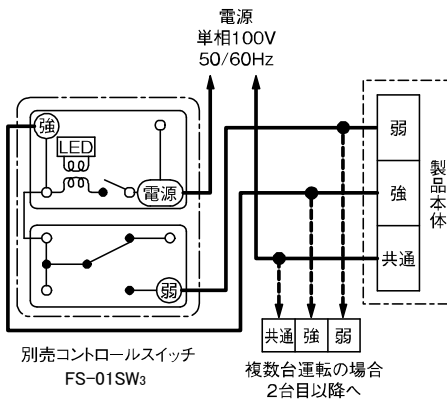 電源
単相100V
50/60Hz
強
LED
電源
弱
弱
強
共通
製品本体
共通 強 弱
別売コントロールスイッチ
FS-01SW₃
複数台運転の場合
2台目以降へ